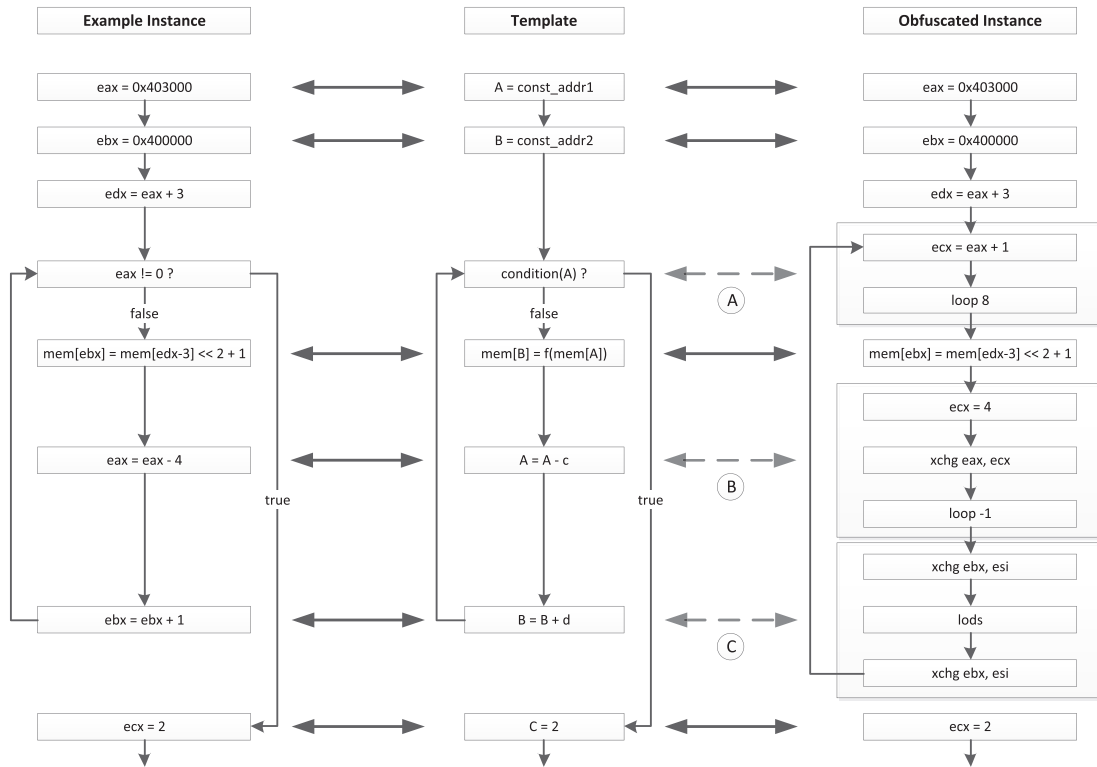 Example Instance
Template
Obfuscated Instance
eax = 0x403000
A = const_addr1
eax = 0x403000
ebx = 0x400000
B = const_addr2
ebx = 0x400000
edx = eax + 3
edx = eax + 3
ecx = eax + 1
eax != 0 ?
condition(A) ?
A
loop 8
false
false
mem[ebx] = mem[edx-3] << 2 + 1
mem[B] = f(mem[A])
mem[ebx] = mem[edx-3] << 2 + 1
ecx = 4
eax = eax - 4
A = A - c
xchg eax, ecx
B
true
true
loop -1
xchg ebx, esi
ebx = ebx + 1
B = B + d
lods
C
xchg ebx, esi
ecx = 2
C = 2
ecx = 2